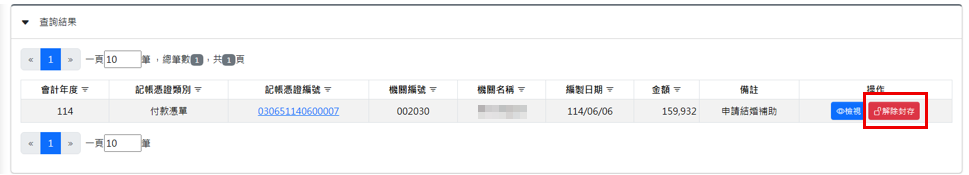 查詢結果
« 1 » 一頁 10 筆 ，總筆數 1 ，共 1 頁
會計年度 記帳憑證類別 記帳憑證編號 機關編號 機關名稱 編製日期 金額 備註 操作
114 付款憑單 030651140600007 002030 114/06/06 159,932 申請結婚補助 檢視 解除封存
« 1 » 一頁 10 筆